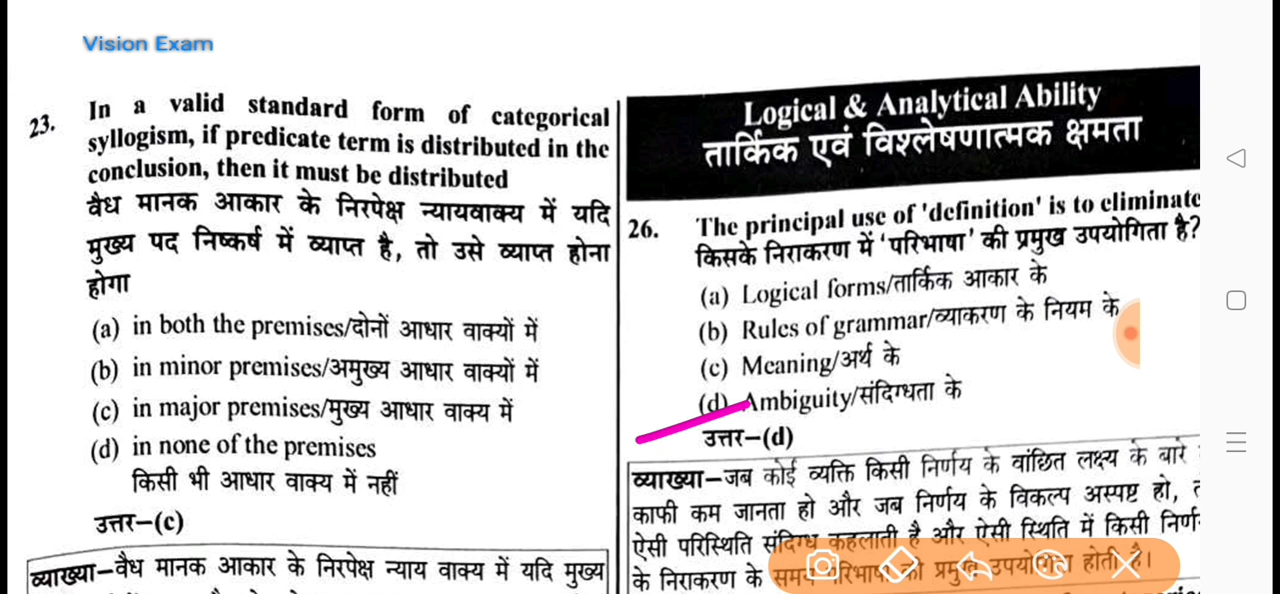 Vision Exam
23. In a valid standard form of categorical
syllogism, if predicate term is distributed in the
conclusion, then it must be distributed
वैध मानक आकार के निरपेक्ष न्यायवाक्य में यदि
मुख्य पद निष्कर्ष में व्याप्त है, तो उसे व्याप्त होना
होगा
(a) in both the premises/दोनों आधार वाक्यों में
(b) in minor premises/अमुख्य आधार वाक्यों में
(c) in major premises/मुख्य आधार वाक्य में
(d) in none of the premises
किसी भी आधार वाक्य में नहीं
उत्तर–(c)
व्याख्या–वैध मानक आकार के निरपेक्ष न्याय वाक्य में यदि मुख्य
Logical & Analytical Ability
तार्किक एवं विश्लेषणात्मक क्षमता
26. The principal use of 'definition' is to eliminate
किसके निराकरण में 'परिभाषा' की प्रमुख उपयोगिता है?
(a) Logical forms/तार्किक आकार के
(b) Rules of grammar/व्याकरण के नियम के
(c) Meaning/अर्थ के
(d) Ambiguity/संदिग्धता के
उत्तर–(d)
व्याख्या–जब कोई व्यक्ति किसी निर्णय के वांछित लक्ष्य के बारे
काफी कम जानता हो और जब निर्णय के विकल्प अस्पष्ट हो,
ऐसी परिस्थिति संदिग्ध कहलाती है और ऐसी स्थिति में किसी
के निराकरण के समय परिभाषा की प्रमुख उपयोगिता होती है।